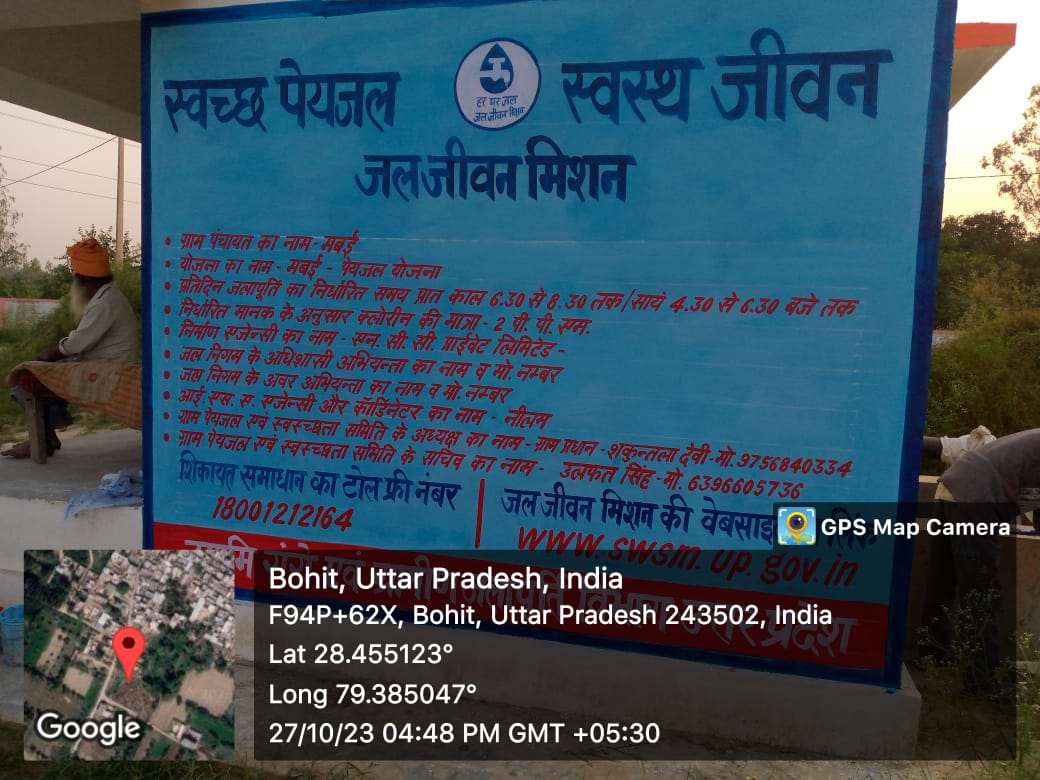 स्वच्छ पेयजल
हर घर जल
जल जीवन मिशन
स्वस्थ जीवन
जल जीवन मिशन
• ग्राम पंचायत का नाम - मबई
• योजना का नाम - मबई - पेयजल योजना
• प्रतिदिन जलापूर्ति का निर्धारित समय प्रात काल 6.30 से 8.30 तक/सायं 4.30 से 6.30 बजे तक
• निर्धारित मानक के अनुसार क्लोरीन की मात्रा - 2 पी. पी. एम.
• निर्माण एजेन्सी का नाम - एन. सी. सी. प्राईवेट लिमिटेड -
• जल निगम के अधिशासी अभियन्ता का नाम व मो. नम्बर
• जल निगम के अवर अभियन्ता का नाम व मो. नम्बर
• आई. एस. ए. एजेन्सी और कॉर्डिनेटर का नाम - नीलम
• ग्राम पेयजल एवं स्वच्छता समिति के अध्यक्ष का नाम - ग्राम प्रधान - शकुन्तला देवी - मो. 9756840334
• ग्राम पेयजल एवं स्वच्छता समिति के सचिव का नाम - उलफत सिंह - मो. 6396605736
शिकायत समाधान का टोल फ्री नंबर
18001212164
जल जीवन मिशन की
www.swsm.up.gov.in
विभाग उत्तर प्रदेश
GPS Map Camera
Bohit, Uttar Pradesh, India
F94P+62X, Bohit, Uttar Pradesh 243502, India
Lat 28.455123°
Long 79.385047°
27/10/23 04:48 PM GMT +05:30
Google